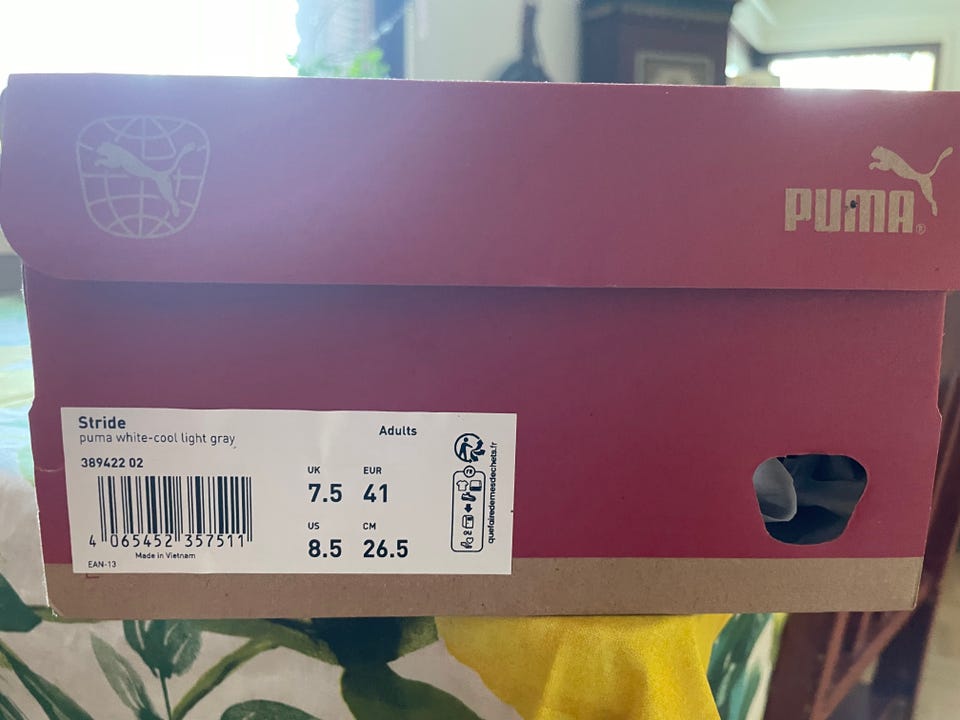 PUMA®
Stride
puma white-cool light gray
Adults
389422 02
4 065452 357511
Made in Vietnam
EAN-13
UK
EUR
7.5
41
US
CM
8.5
26.5
FR
quefairedemesdechets.fr